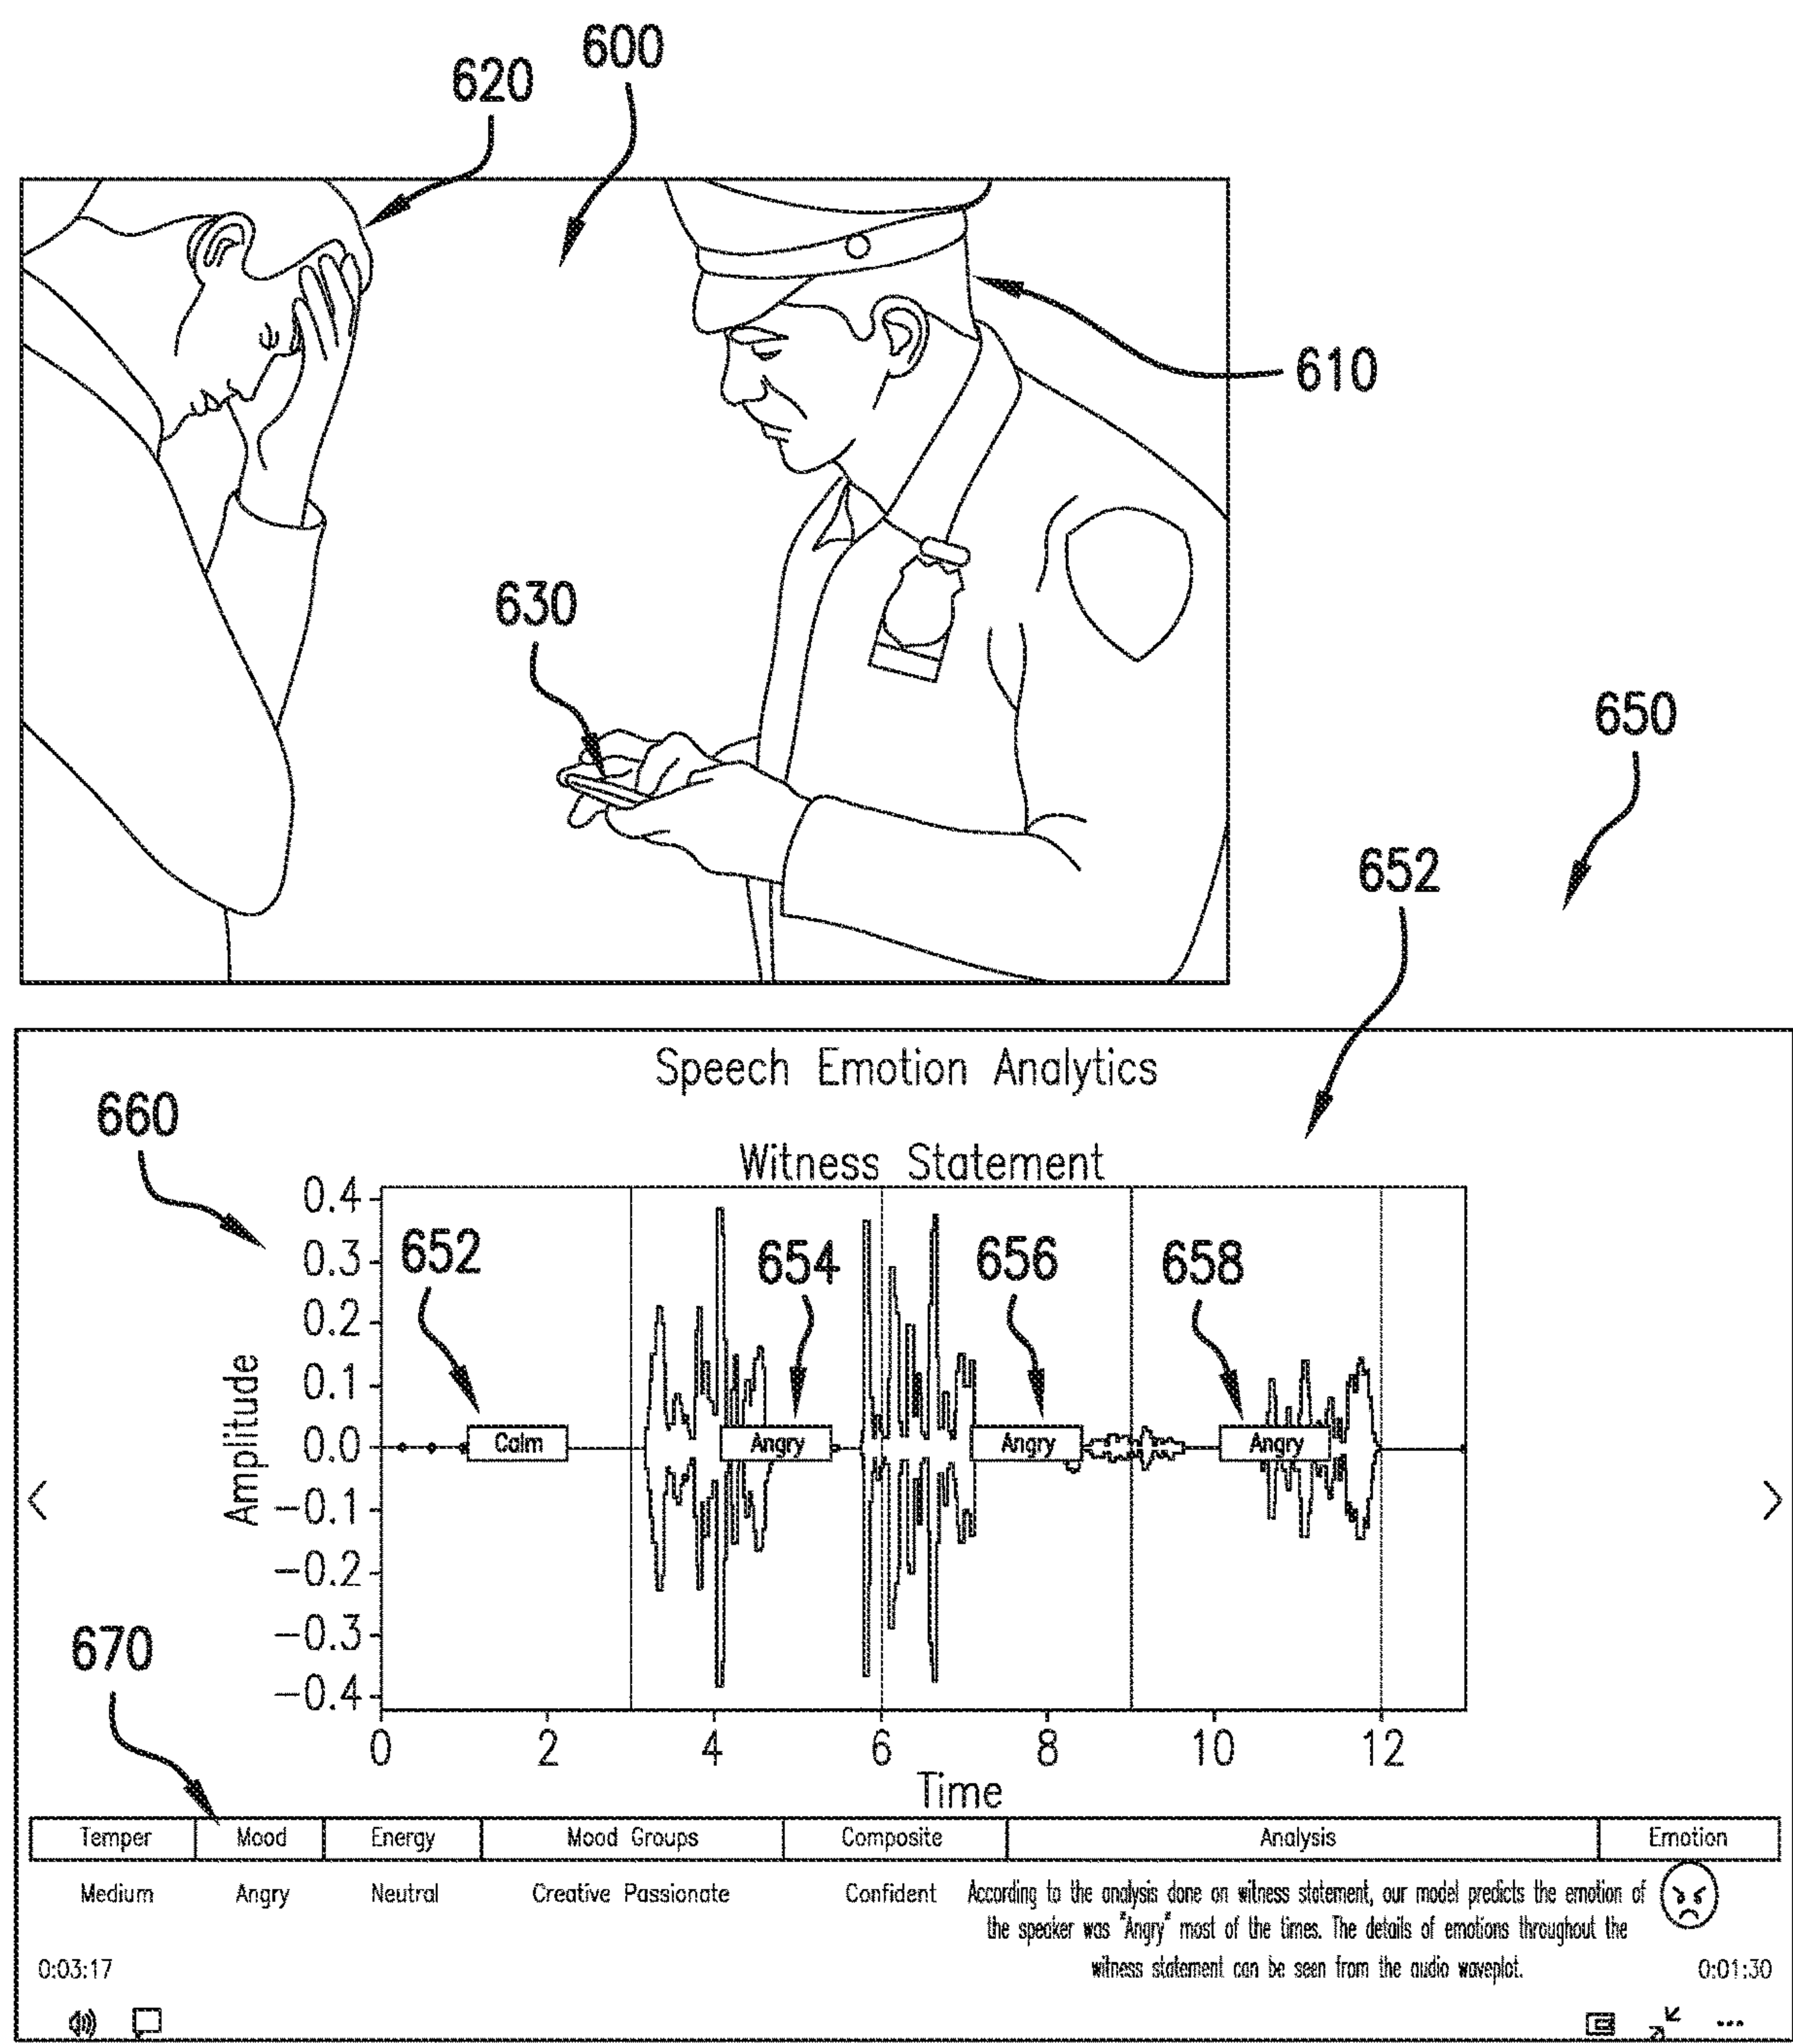 600
620
610
630
650
652
Speech Emotion Analytics
660
Witness Statement
0.4
0.3
652
654
656
658
0.2
0.1
Amplitude
0.0
Calm
Angry
Angry
Angry
-0.1
-0.2
-0.3
670
-0.4
0 2 4 6 8 10 12
Time
Temper Mood Energy Mood Groups Composite Analysis Emotion
Medium Angry Neutral Creative Passionate Confident According to the analysis done on witness statement, our model predicts the emotion of
the speaker was "Angry" most of the times. The details of emotions throughout the
witness statement can be seen from the audio waveplot.
0:03:17 0:01:30